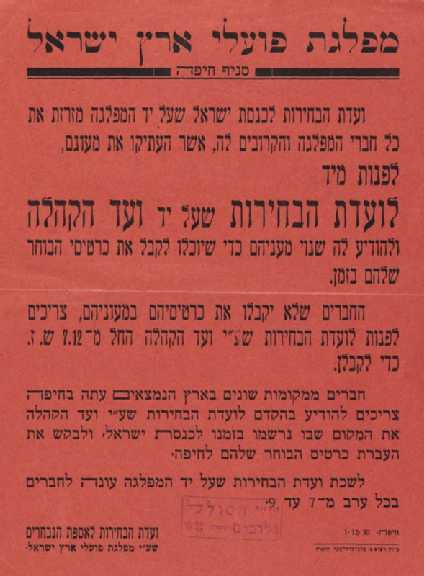 מפלגת פועלי ארץ ישראל
סניף חיפה
ועדת הבחירות לכנסת ישראל שעל יד המפלגה מזרזת את
כל חברי המפלגה והקרובים לה, אשר העתיקו את מעונם,
לפנות מיד
לועדת הבחירות שעל יד ועד הקהלה
ולהודיע לה שנוי מעניהם כדי שיוכלו לקבל את כרטיסי הבוחר
שלהם בזמן.
החברים שלא יקבלו את כרטיסיהם במעוניהם, צריכים
לפנות לועדת הבחירות שע״י ועד הקהלה החל מ־2.12 ש. ז.
כדי לקבלן.
חברים ממקומות שונים בארץ הנמצאים עתה בחיפה
צריכים להודיע בהקדם לועדת הבחירות שע״י ועד הקהלה
את המקום שבו נרשמו בזמנו לכנסת ישראל, ולבקש את
העברת כרטיס הבוחר שלהם לחיפה.
לשכת ועדת הבחירות שעל יד המפלגה עונה לחברים
בכל ערב מ־7 עד 9.
ועדת הבחירות לאספת הנבחרים
שע״י מפלגת פועלי ארץ ישראל.
חיפה,